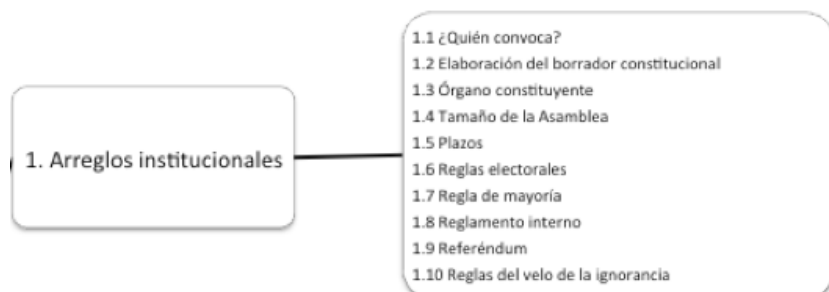 1. Arreglos institucionales
1.1 ¿Quién convoca?
1.2 Elaboración del borrador constitucional
1.3 Órgano constituyente
1.4 Tamaño de la Asamblea
1.5 Plazos
1.6 Reglas electorales
1.7 Regla de mayoría
1.8 Reglamento interno
1.9 Referéndum
1.10 Reglas del velo de la ignorancia